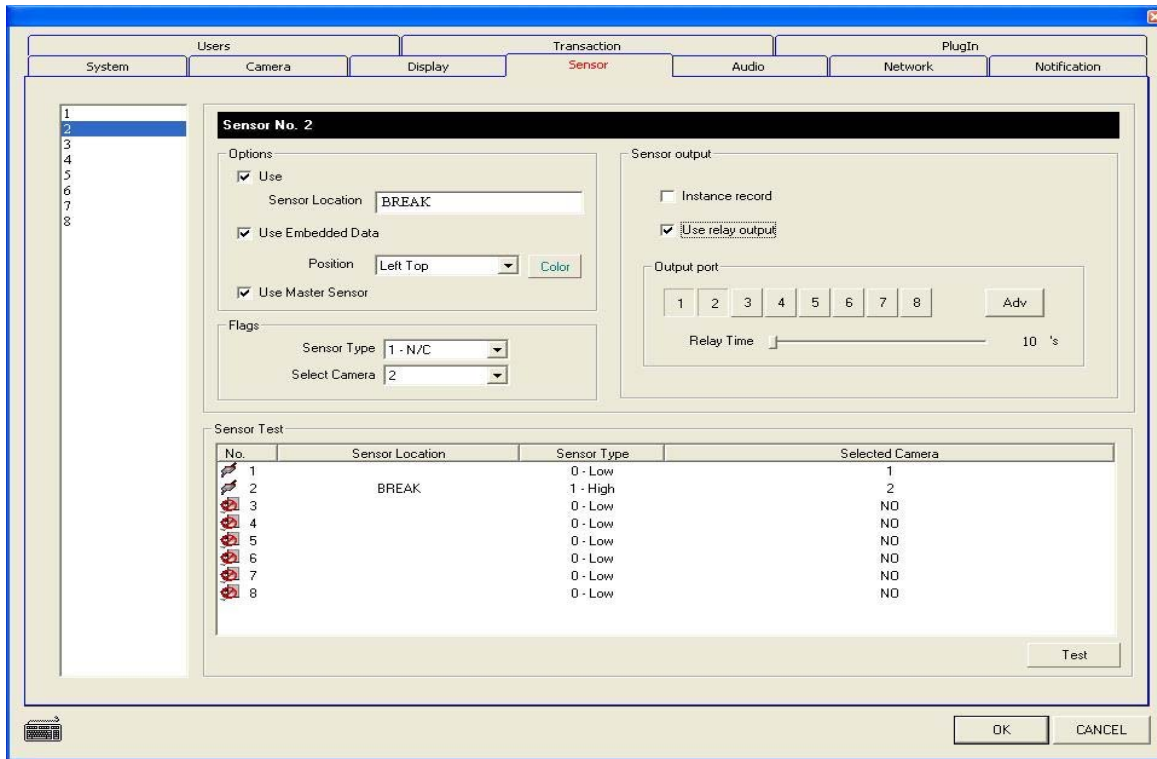 Users Transaction PlugIn
System Camera Display Sensor Audio Network Notification
1
2
3
4
5
6
7
8
Sensor No. 2
Options
Use
Sensor Location BREAK
Use Embedded Data
Position Left Top Color
Use Master Sensor
Flags
Sensor Type 1 - N/C
Select Camera 2
Sensor output
Instance record
Use relay output
Output port
1 2 3 4 5 6 7 8 Adv
Relay Time 10 's
Sensor Test
No. Sensor Location Sensor Type Selected Camera
1 0 - Low 1
2 BREAK 1 - High 2
3 0 - Low NO
4 0 - Low NO
5 0 - Low NO
6 0 - Low NO
7 0 - Low NO
8 0 - Low NO
Test
OK CANCEL